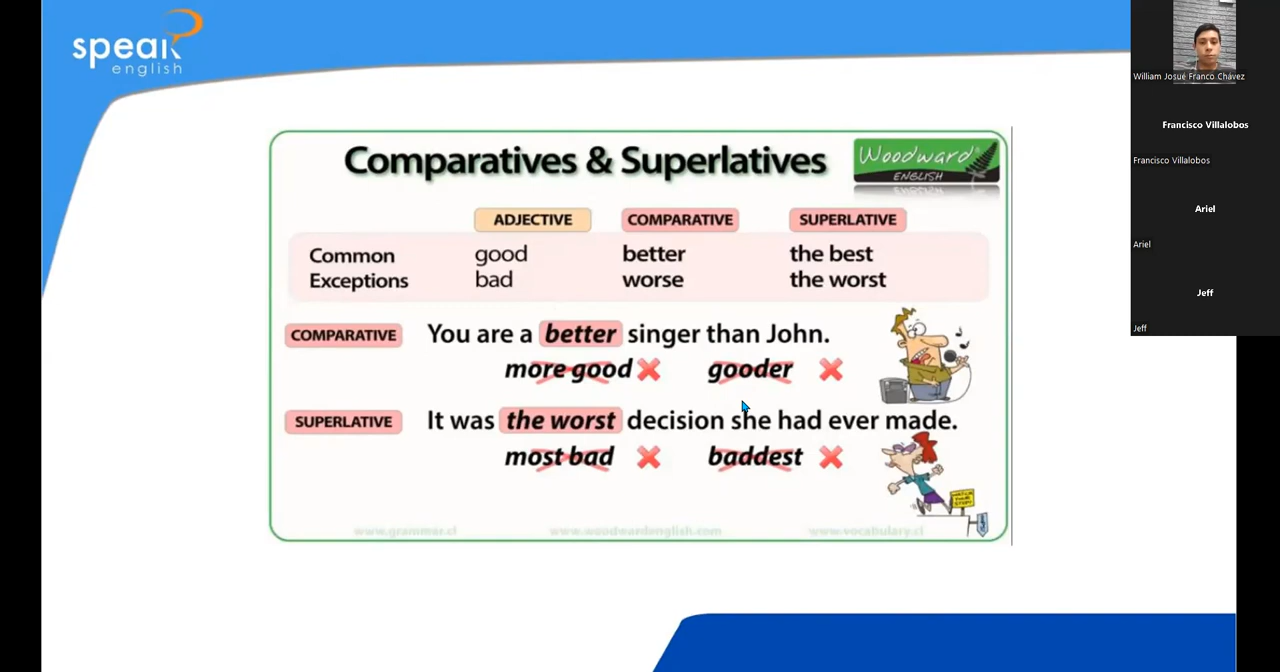 speak
english
Comparatives & Superlatives
Woodward®
ENGLISH
ADJECTIVE COMPARATIVE SUPERLATIVE
Common good better the best
Exceptions bad worse the worst
COMPARATIVE You are a better singer than John.
more good gooder
SUPERLATIVE It was the worst decision she had ever made.
most bad baddest
www.grammar.cl www.woodwardenglish.com www.vocabulary.cl
William Josué Franco Chávez
Francisco Villalobos
Francisco Villalobos
Ariel
Ariel
Jeff
Jeff